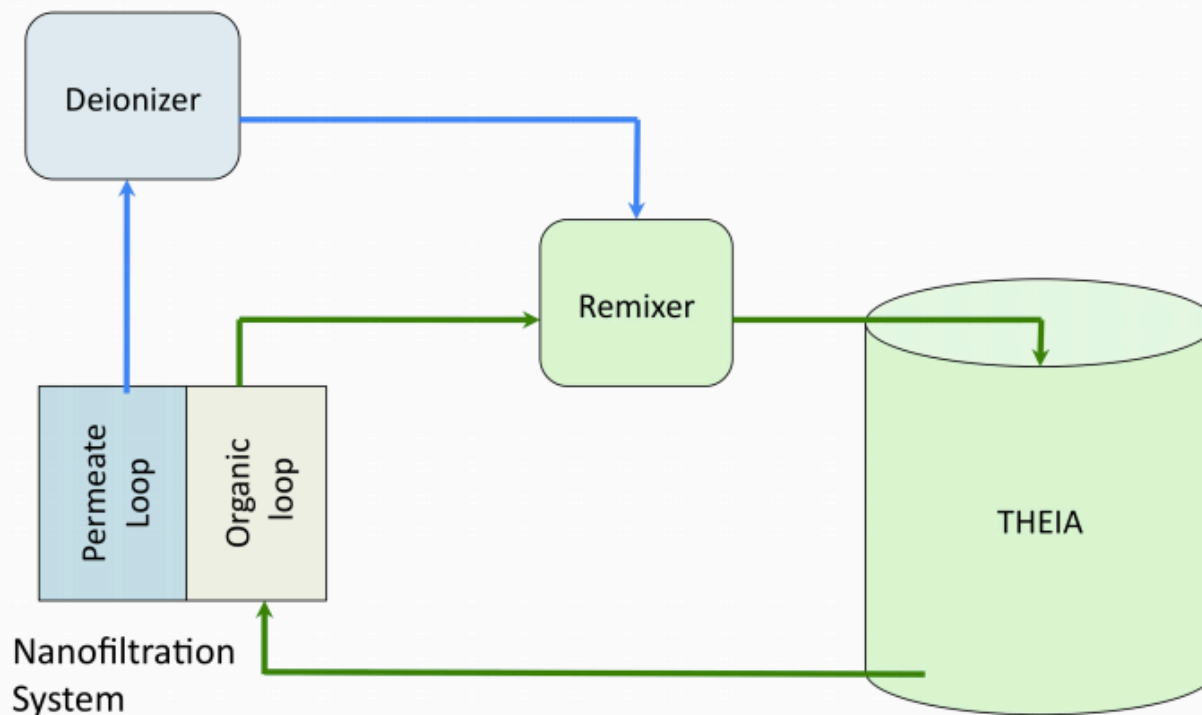 Deionizer
Remixer
Permeate
Loop
Organic
loop
THEIA
Nanofiltration
System